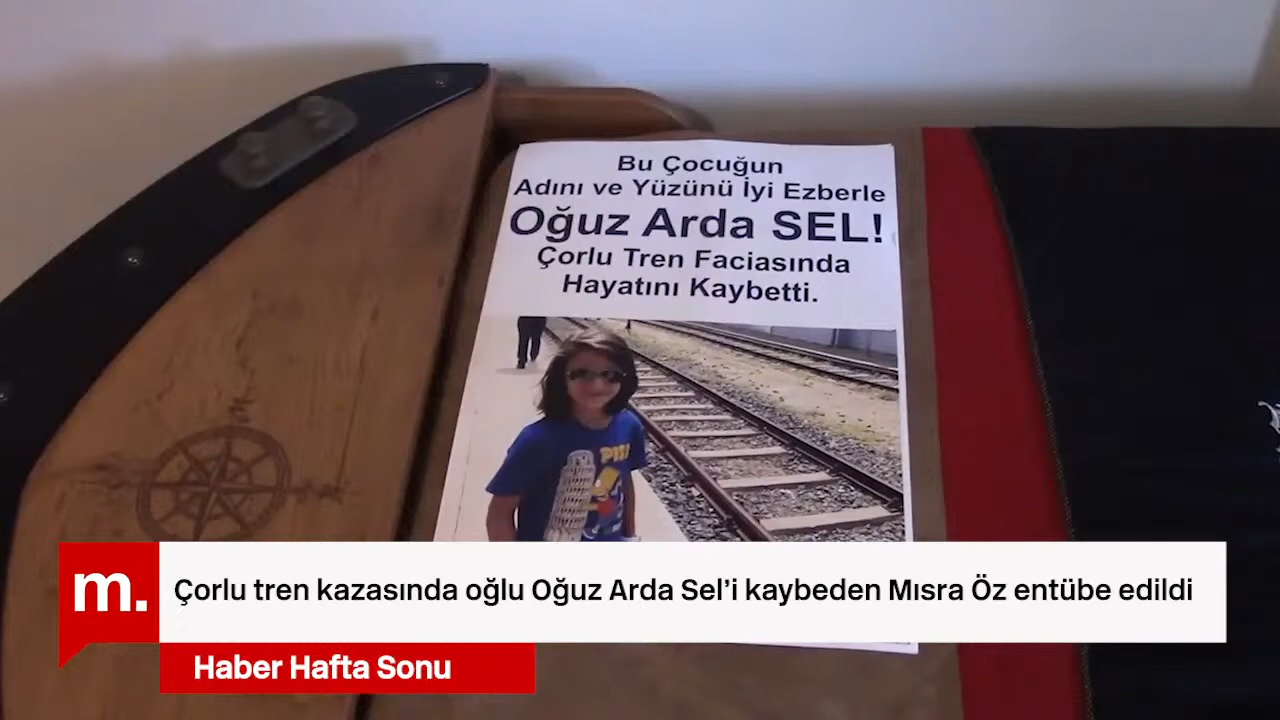 Bu Çocuğun
Adını ve Yüzünü İyi Ezberle
Oğuz Arda SEL!
Çorlu Tren Faciasında
Hayatını Kaybetti.
PISA
m.
Çorlu tren kazasında oğlu Oğuz Arda Sel'i kaybeden Mısra Öz entübe edildi
Haber Hafta Sonu